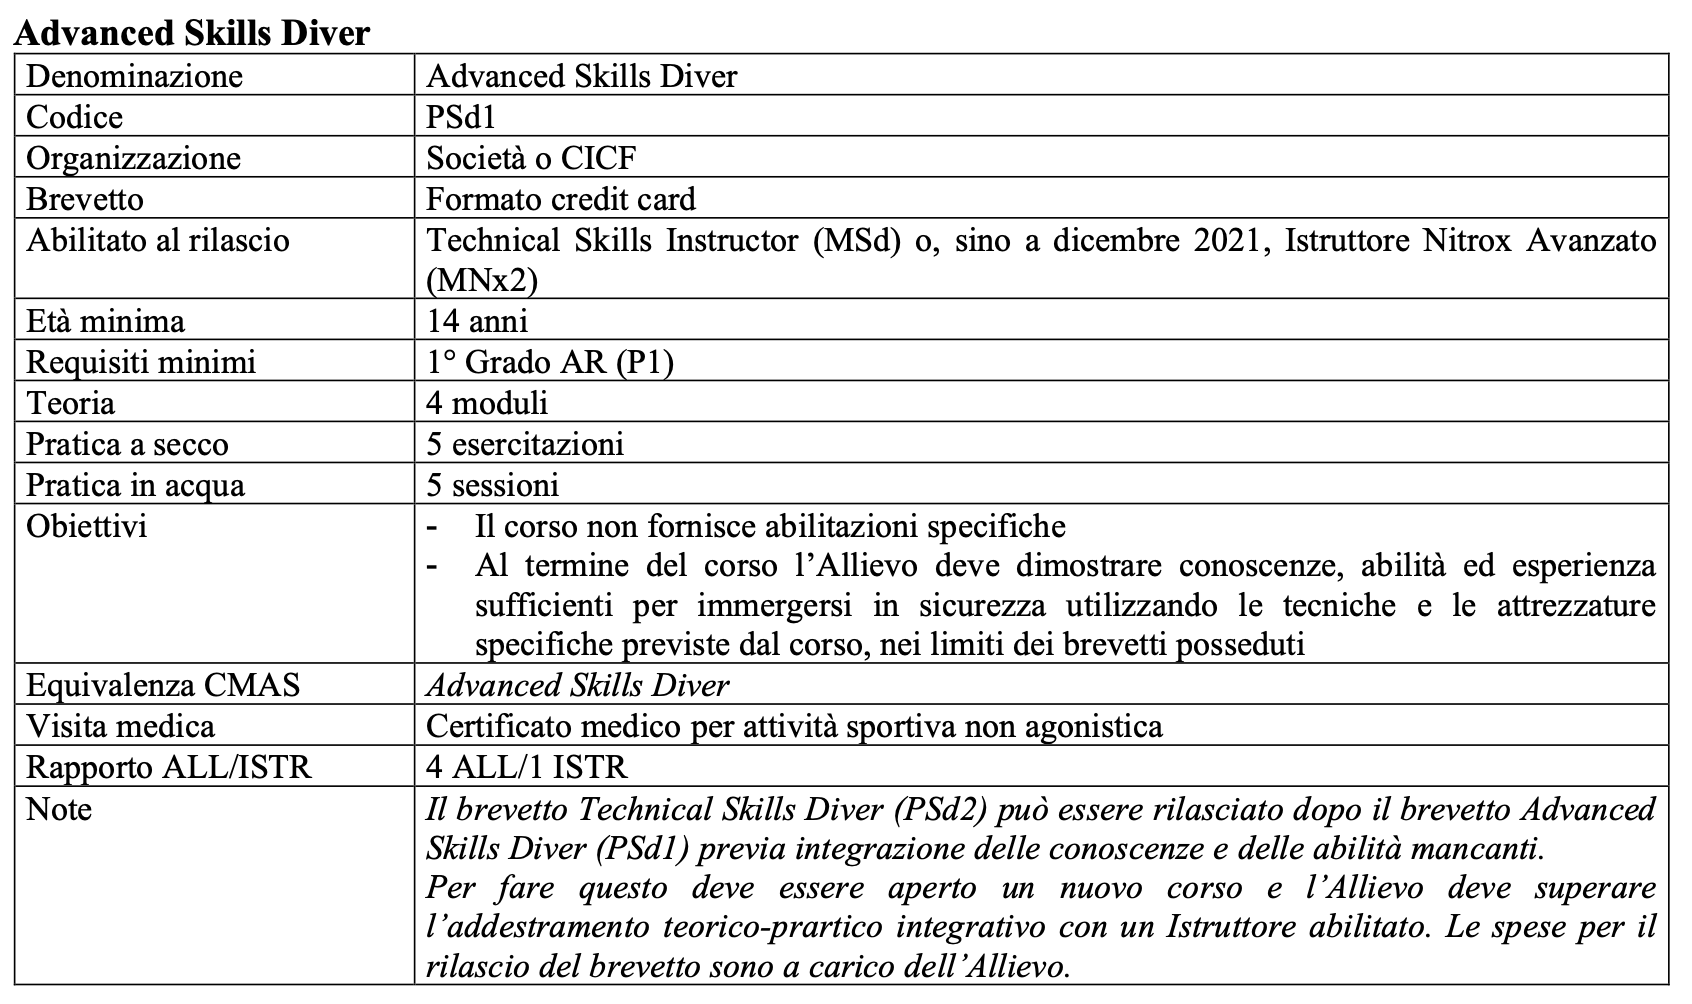 Advanced Skills Diver
Denominazione Advanced Skills Diver
Codice PSd1
Organizzazione Società o CICF
Brevetto Formato credit card
Abilitato al rilascio Technical Skills Instructor (MSd) o, sino a dicembre 2021, Istruttore Nitrox Avanzato
(MNx2)
Età minima 14 anni
Requisiti minimi 1° Grado AR (P1)
Teoria 4 moduli
Pratica a secco 5 esercitazioni
Pratica in acqua 5 sessioni
Obiettivi - Il corso non fornisce abilitazioni specifiche
- Al termine del corso l’Allievo deve dimostrare conoscenze, abilità ed esperienza
sufficienti per immergersi in sicurezza utilizzando le tecniche e le attrezzature
specifiche previste dal corso, nei limiti dei brevetti posseduti
Equivalenza CMAS Advanced Skills Diver
Visita medica Certificato medico per attività sportiva non agonistica
Rapporto ALL/ISTR 4 ALL/1 ISTR
Note Il brevetto Technical Skills Diver (PSd2) può essere rilasciato dopo il brevetto Advanced
Skills Diver (PSd1) previa integrazione delle conoscenze e delle abilità mancanti.
Per fare questo deve essere aperto un nuovo corso e l’Allievo deve superare
l’addestramento teorico-prartico integrativo con un Istruttore abilitato. Le spese per il
rilascio del brevetto sono a carico dell’Allievo.